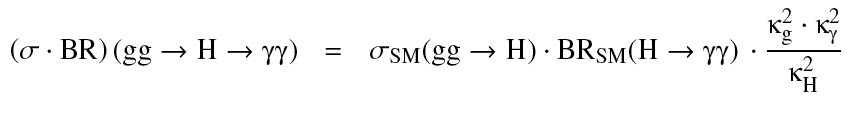 (σ · BR) (gg → H → γγ) = σ_SM(gg → H) · BR_SM(H → γγ) · κ_g^2 · κ_γ^2 / κ_H^2